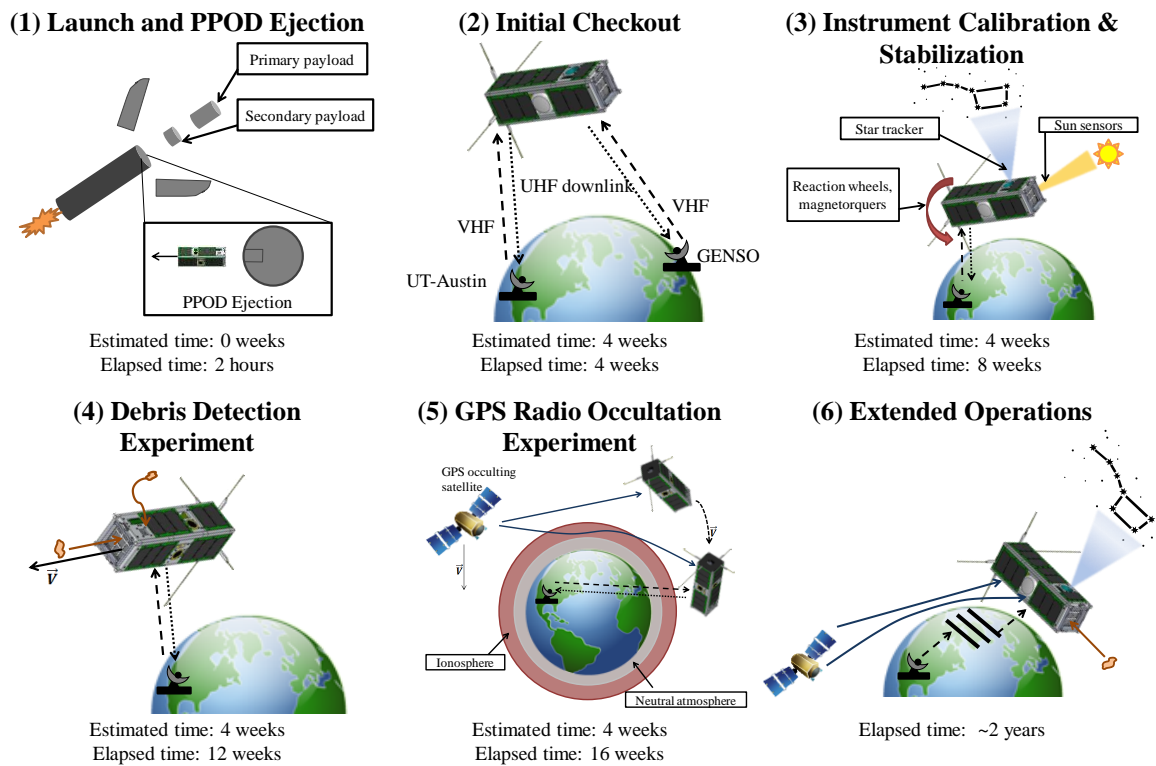 (1) Launch and PPOD Ejection
Primary payload
Secondary payload
PPOD Ejection
Estimated time: 0 weeks
Elapsed time: 2 hours
(2) Initial Checkout
UHF downlink
VHF
VHF
GENSO
UT-Austin
Estimated time: 4 weeks
Elapsed time: 4 weeks
(3) Instrument Calibration &
Stabilization
Star tracker
Sun sensors
Reaction wheels,
magnetorquers
Estimated time: 4 weeks
Elapsed time: 8 weeks
(4) Debris Detection
Experiment
V⃗
Estimated time: 4 weeks
Elapsed time: 12 weeks
(5) GPS Radio Occultation
Experiment
GPS occulting
satellite
v⃗
v⃗
Ionosphere
Neutral atmosphere
Estimated time: 4 weeks
Elapsed time: 16 weeks
(6) Extended Operations
Elapsed time: ~2 years